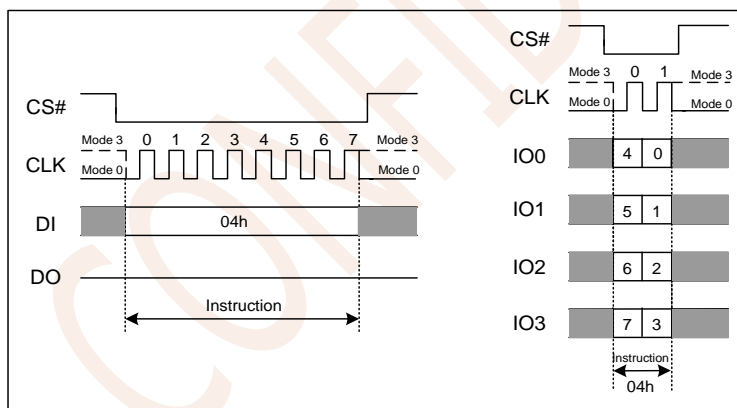 CS#
Mode 3 0 1 2 3 4 5 6 7 Mode 3
CLK
Mode 0 Mode 0
DI
04h
DO
Instruction
CS#
Mode 3 0 1 Mode 3
CLK
Mode 0 Mode 0
IO0 4 0
IO1 5 1
IO2 6 2
IO3 7 3
Instruction
04h
CONFID